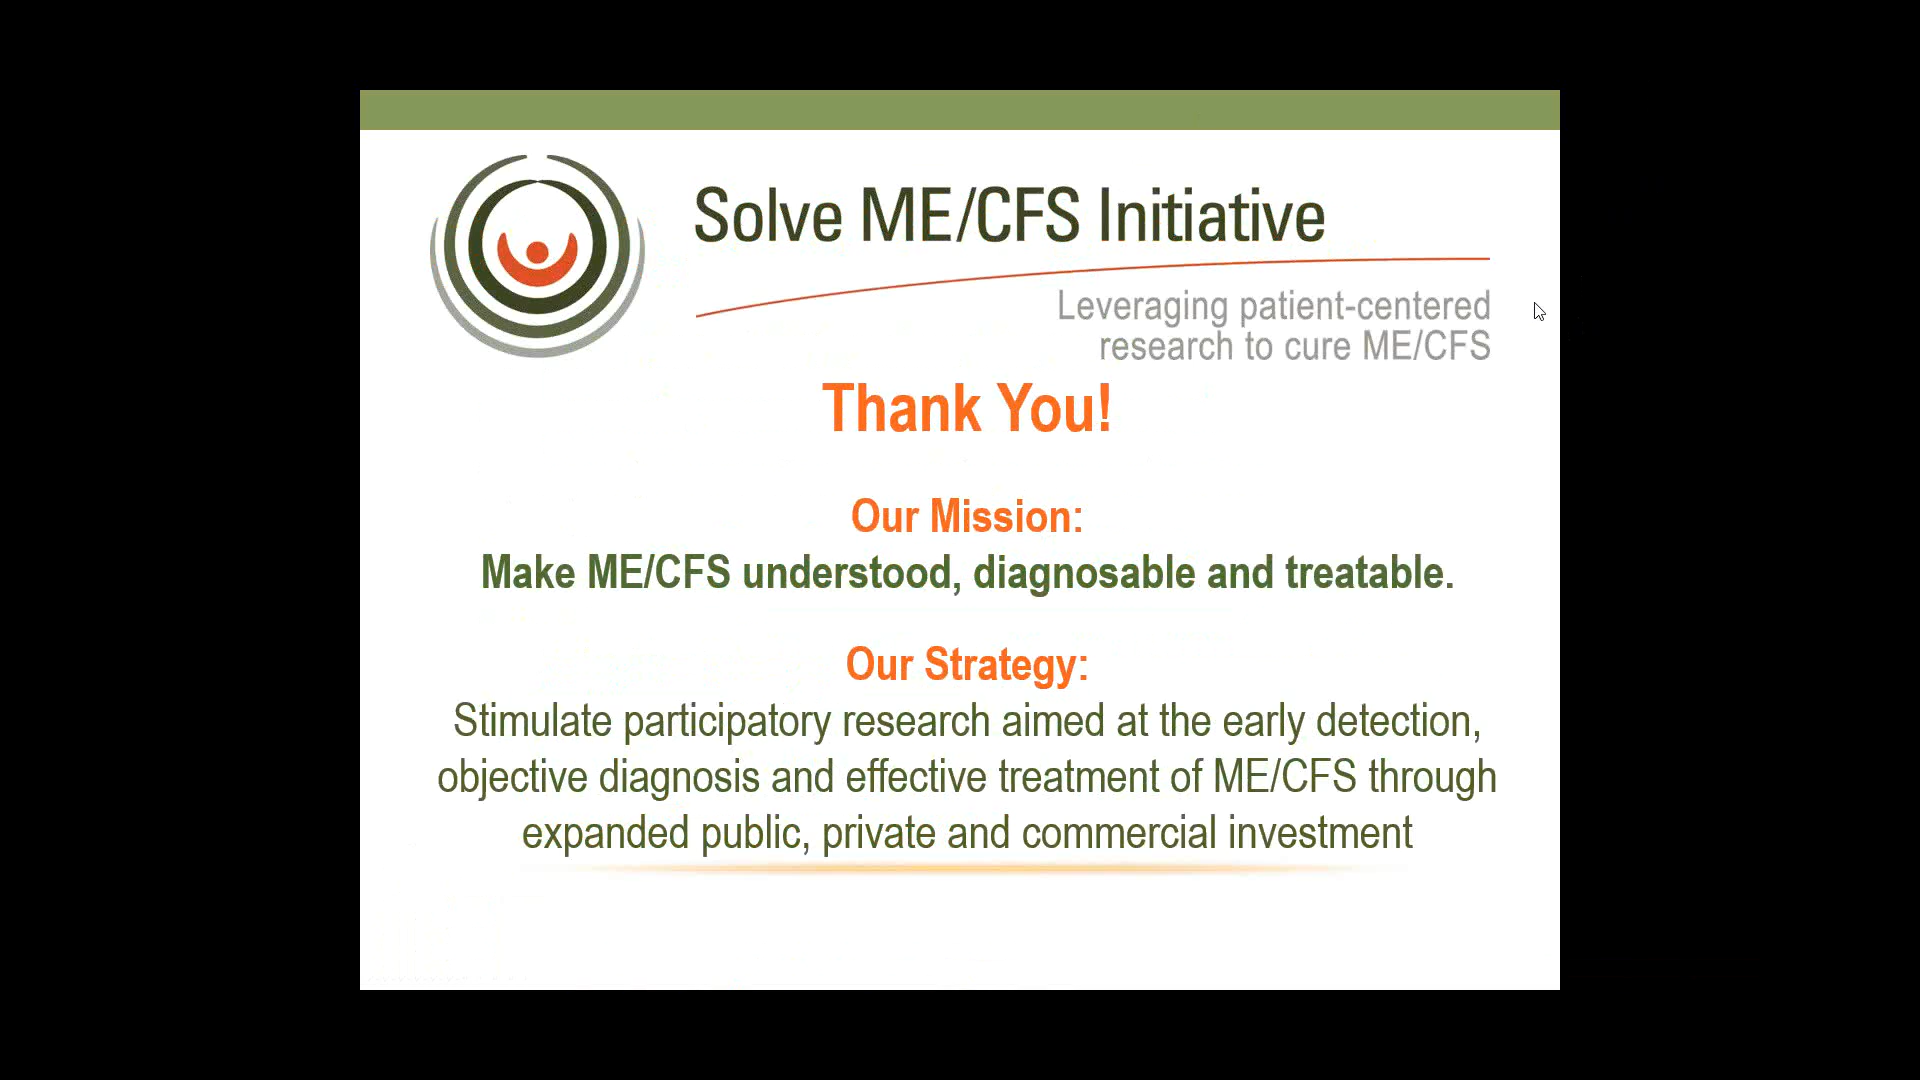 Solve ME/CFS Initiative
Leveraging patient-centered
research to cure ME/CFS
Thank You!
Our Mission:
Make ME/CFS understood, diagnosable and treatable.
Our Strategy:
Stimulate participatory research aimed at the early detection,
objective diagnosis and effective treatment of ME/CFS through
expanded public, private and commercial investment